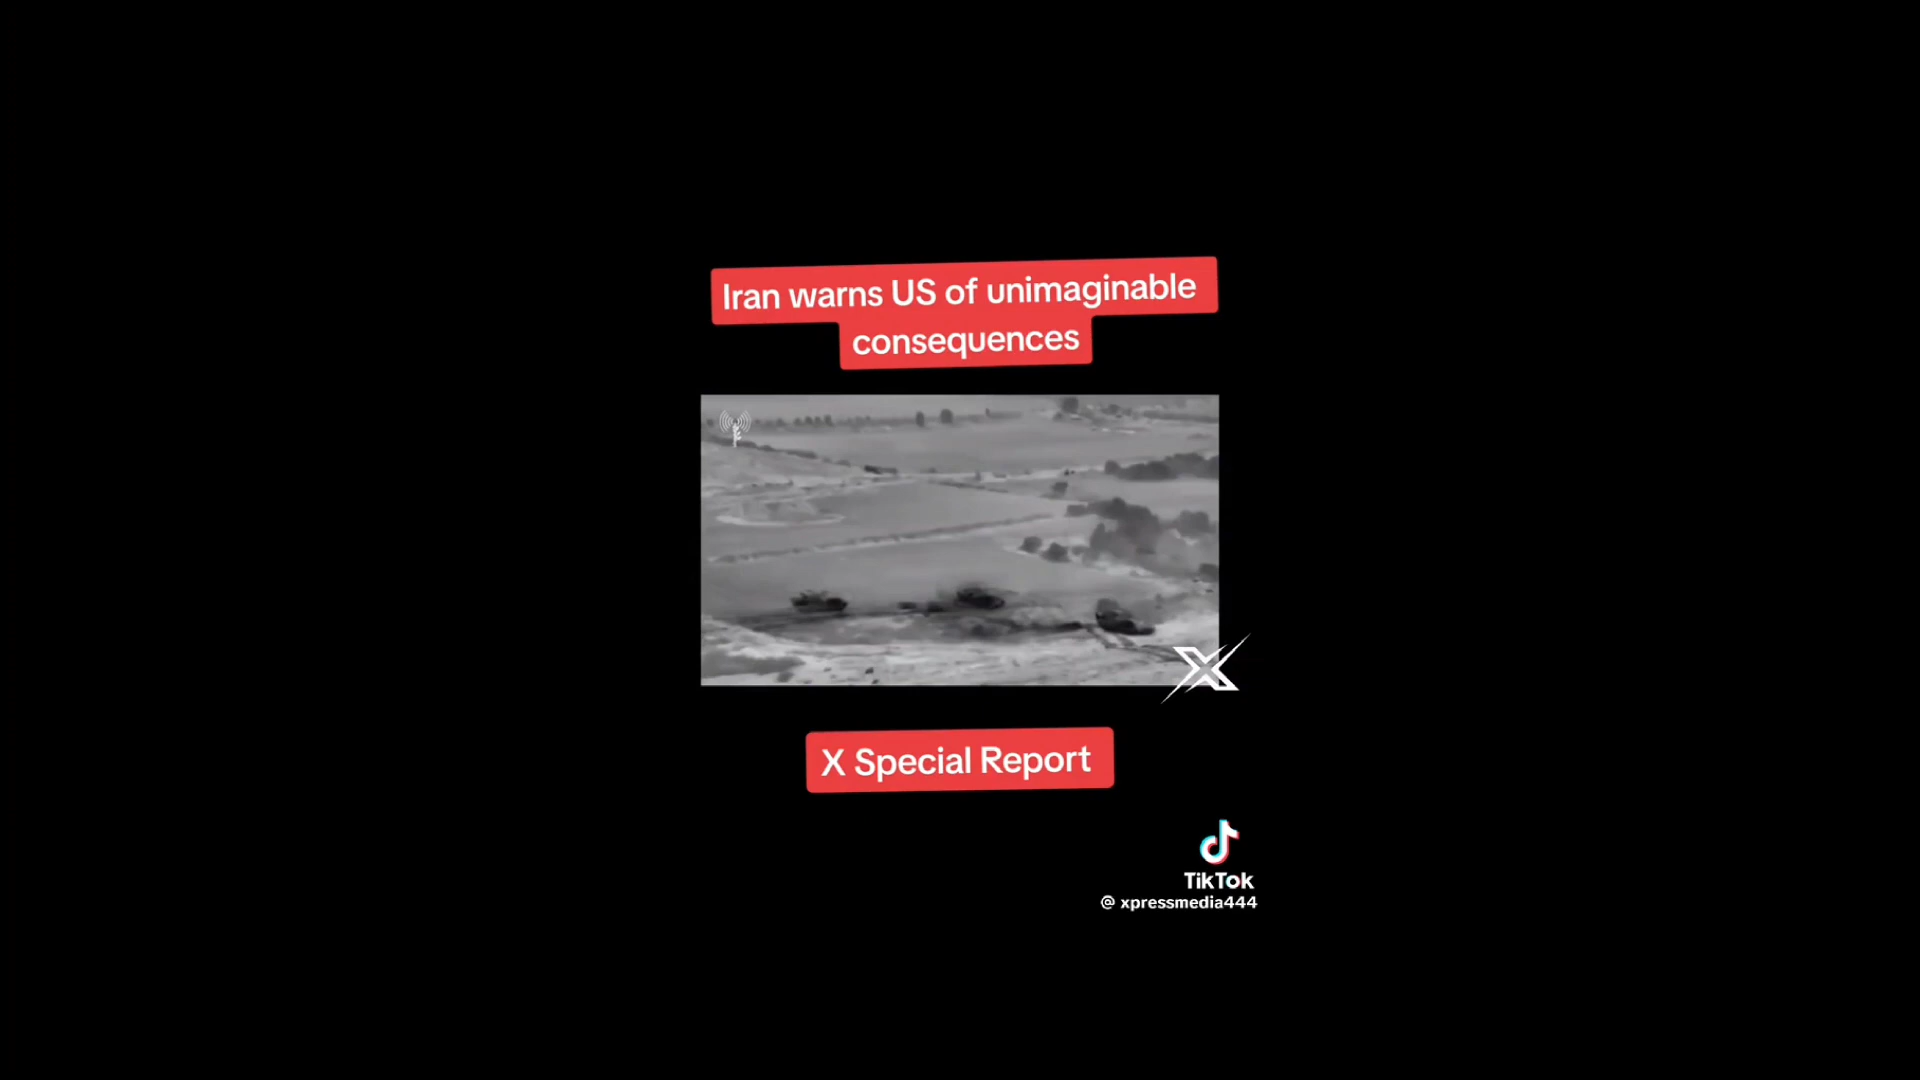 Iran warns US of unimaginable
consequences
X
X Special Report
TikTok
@ xpressmedia444